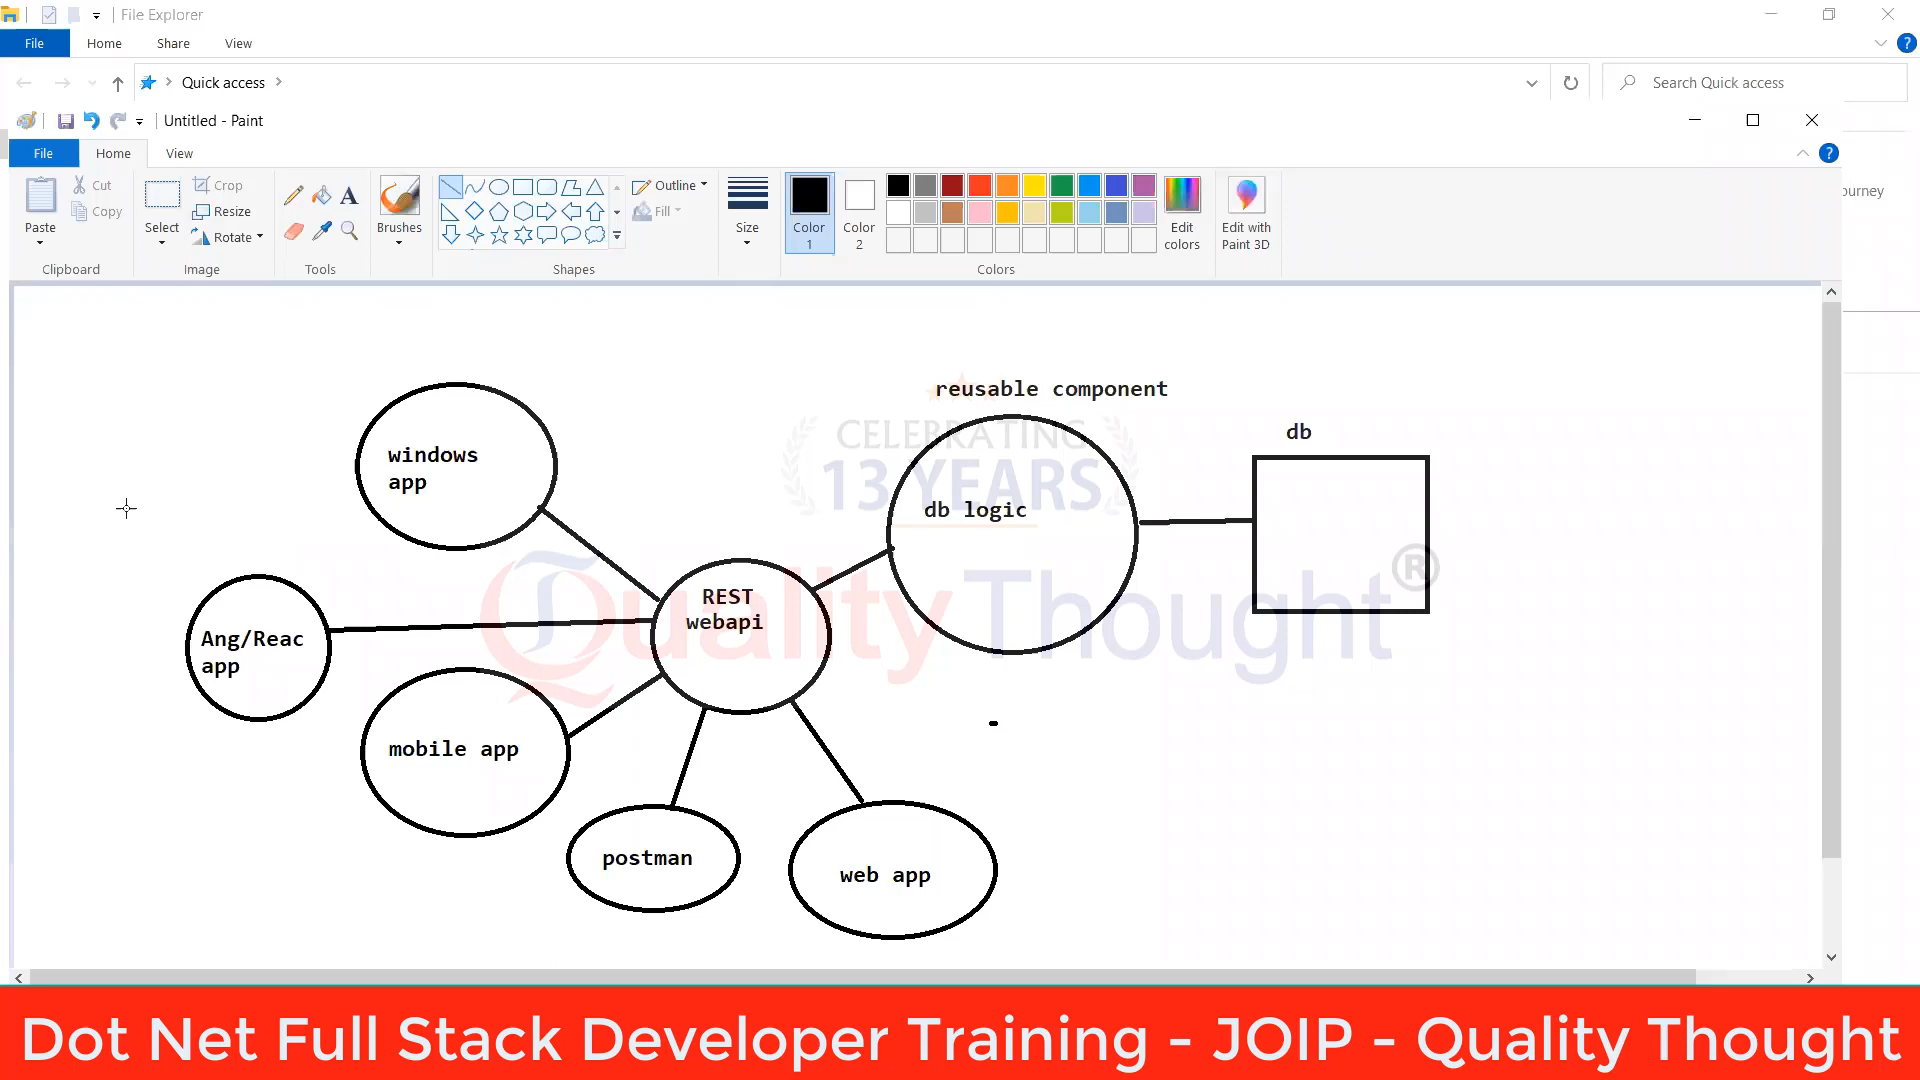 File Explorer
File Home Share View
Quick access
Search Quick access
Untitled - Paint
File Home View
Paste
Cut
Copy
Clipboard
Select
Crop
Resize
Rotate
Image
Tools
Brushes
Outline
Fill
Shapes
Size
Color
1
Color
2
Edit
colors
Colors
Edit with
Paint 3D
ourney
reusable component
CELEBRATING
13 YEARS
db
windows
app
db logic
REST
webapi
Quality Thought®
Ang/Reac
app
mobile app
postman
web app
Dot Net Full Stack Developer Training - JOIP - Quality Thought